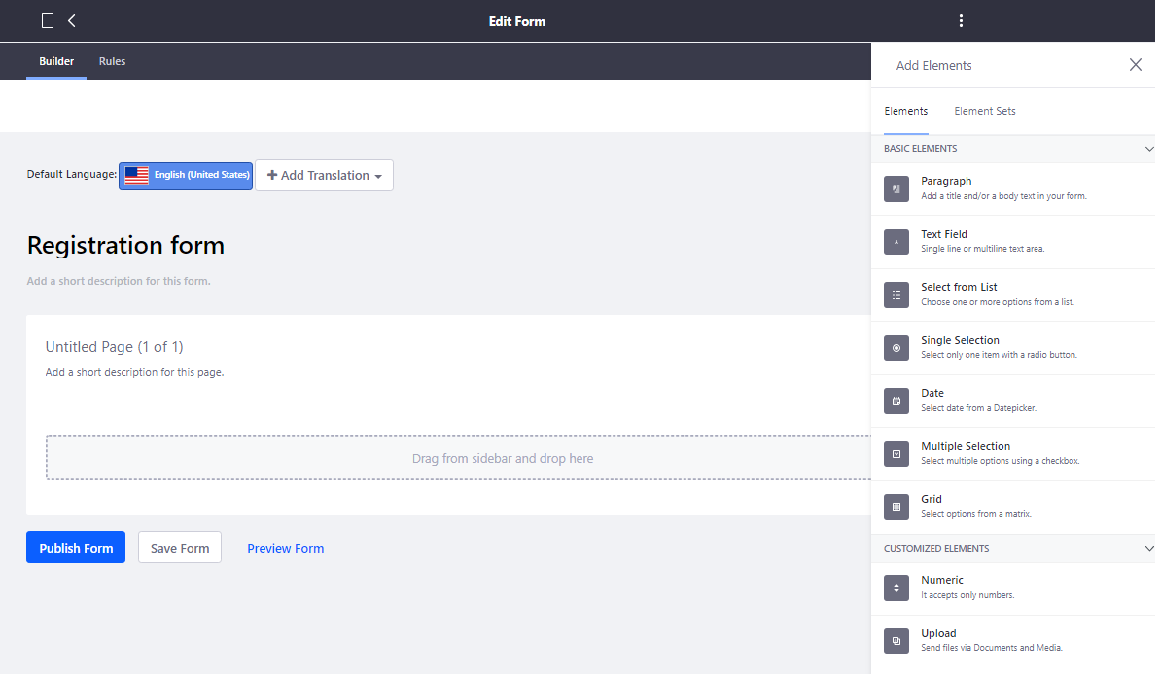 Edit Form
Builder
Rules
Add Elements
Elements
Element Sets
Default Language:
English (United States)
Add Translation
Registration form
Add a short description for this form.
Untitled Page (1 of 1)
Add a short description for this page.
Drag from sidebar and drop here
Publish Form
Save Form
Preview Form
BASIC ELEMENTS
Paragraph
Add a title and/or a body text in your form.
Text Field
Single line or multiline text area.
Select from List
Choose one or more options from a list.
Single Selection
Select only one item with a radio button.
Date
Select date from a Datepicker.
Multiple Selection
Select multiple options using a checkbox.
Grid
Select options from a matrix.
CUSTOMIZED ELEMENTS
Numeric
It accepts only numbers.
Upload
Send files via Documents and Media.